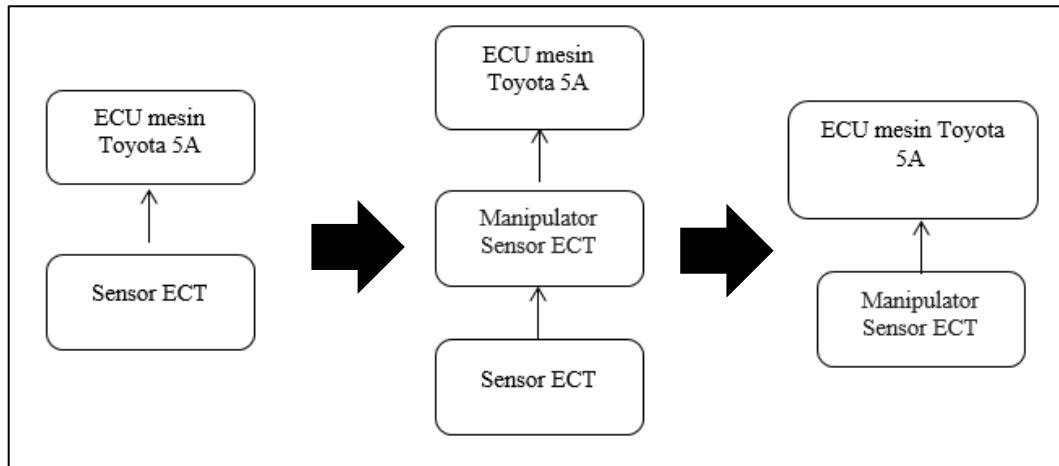 ECU mesin
Toyota 5A
Sensor ECT
ECU mesin
Toyota 5A
Manipulator
Sensor ECT
Sensor ECT
ECU mesin Toyota
5A
Manipulator
Sensor ECT